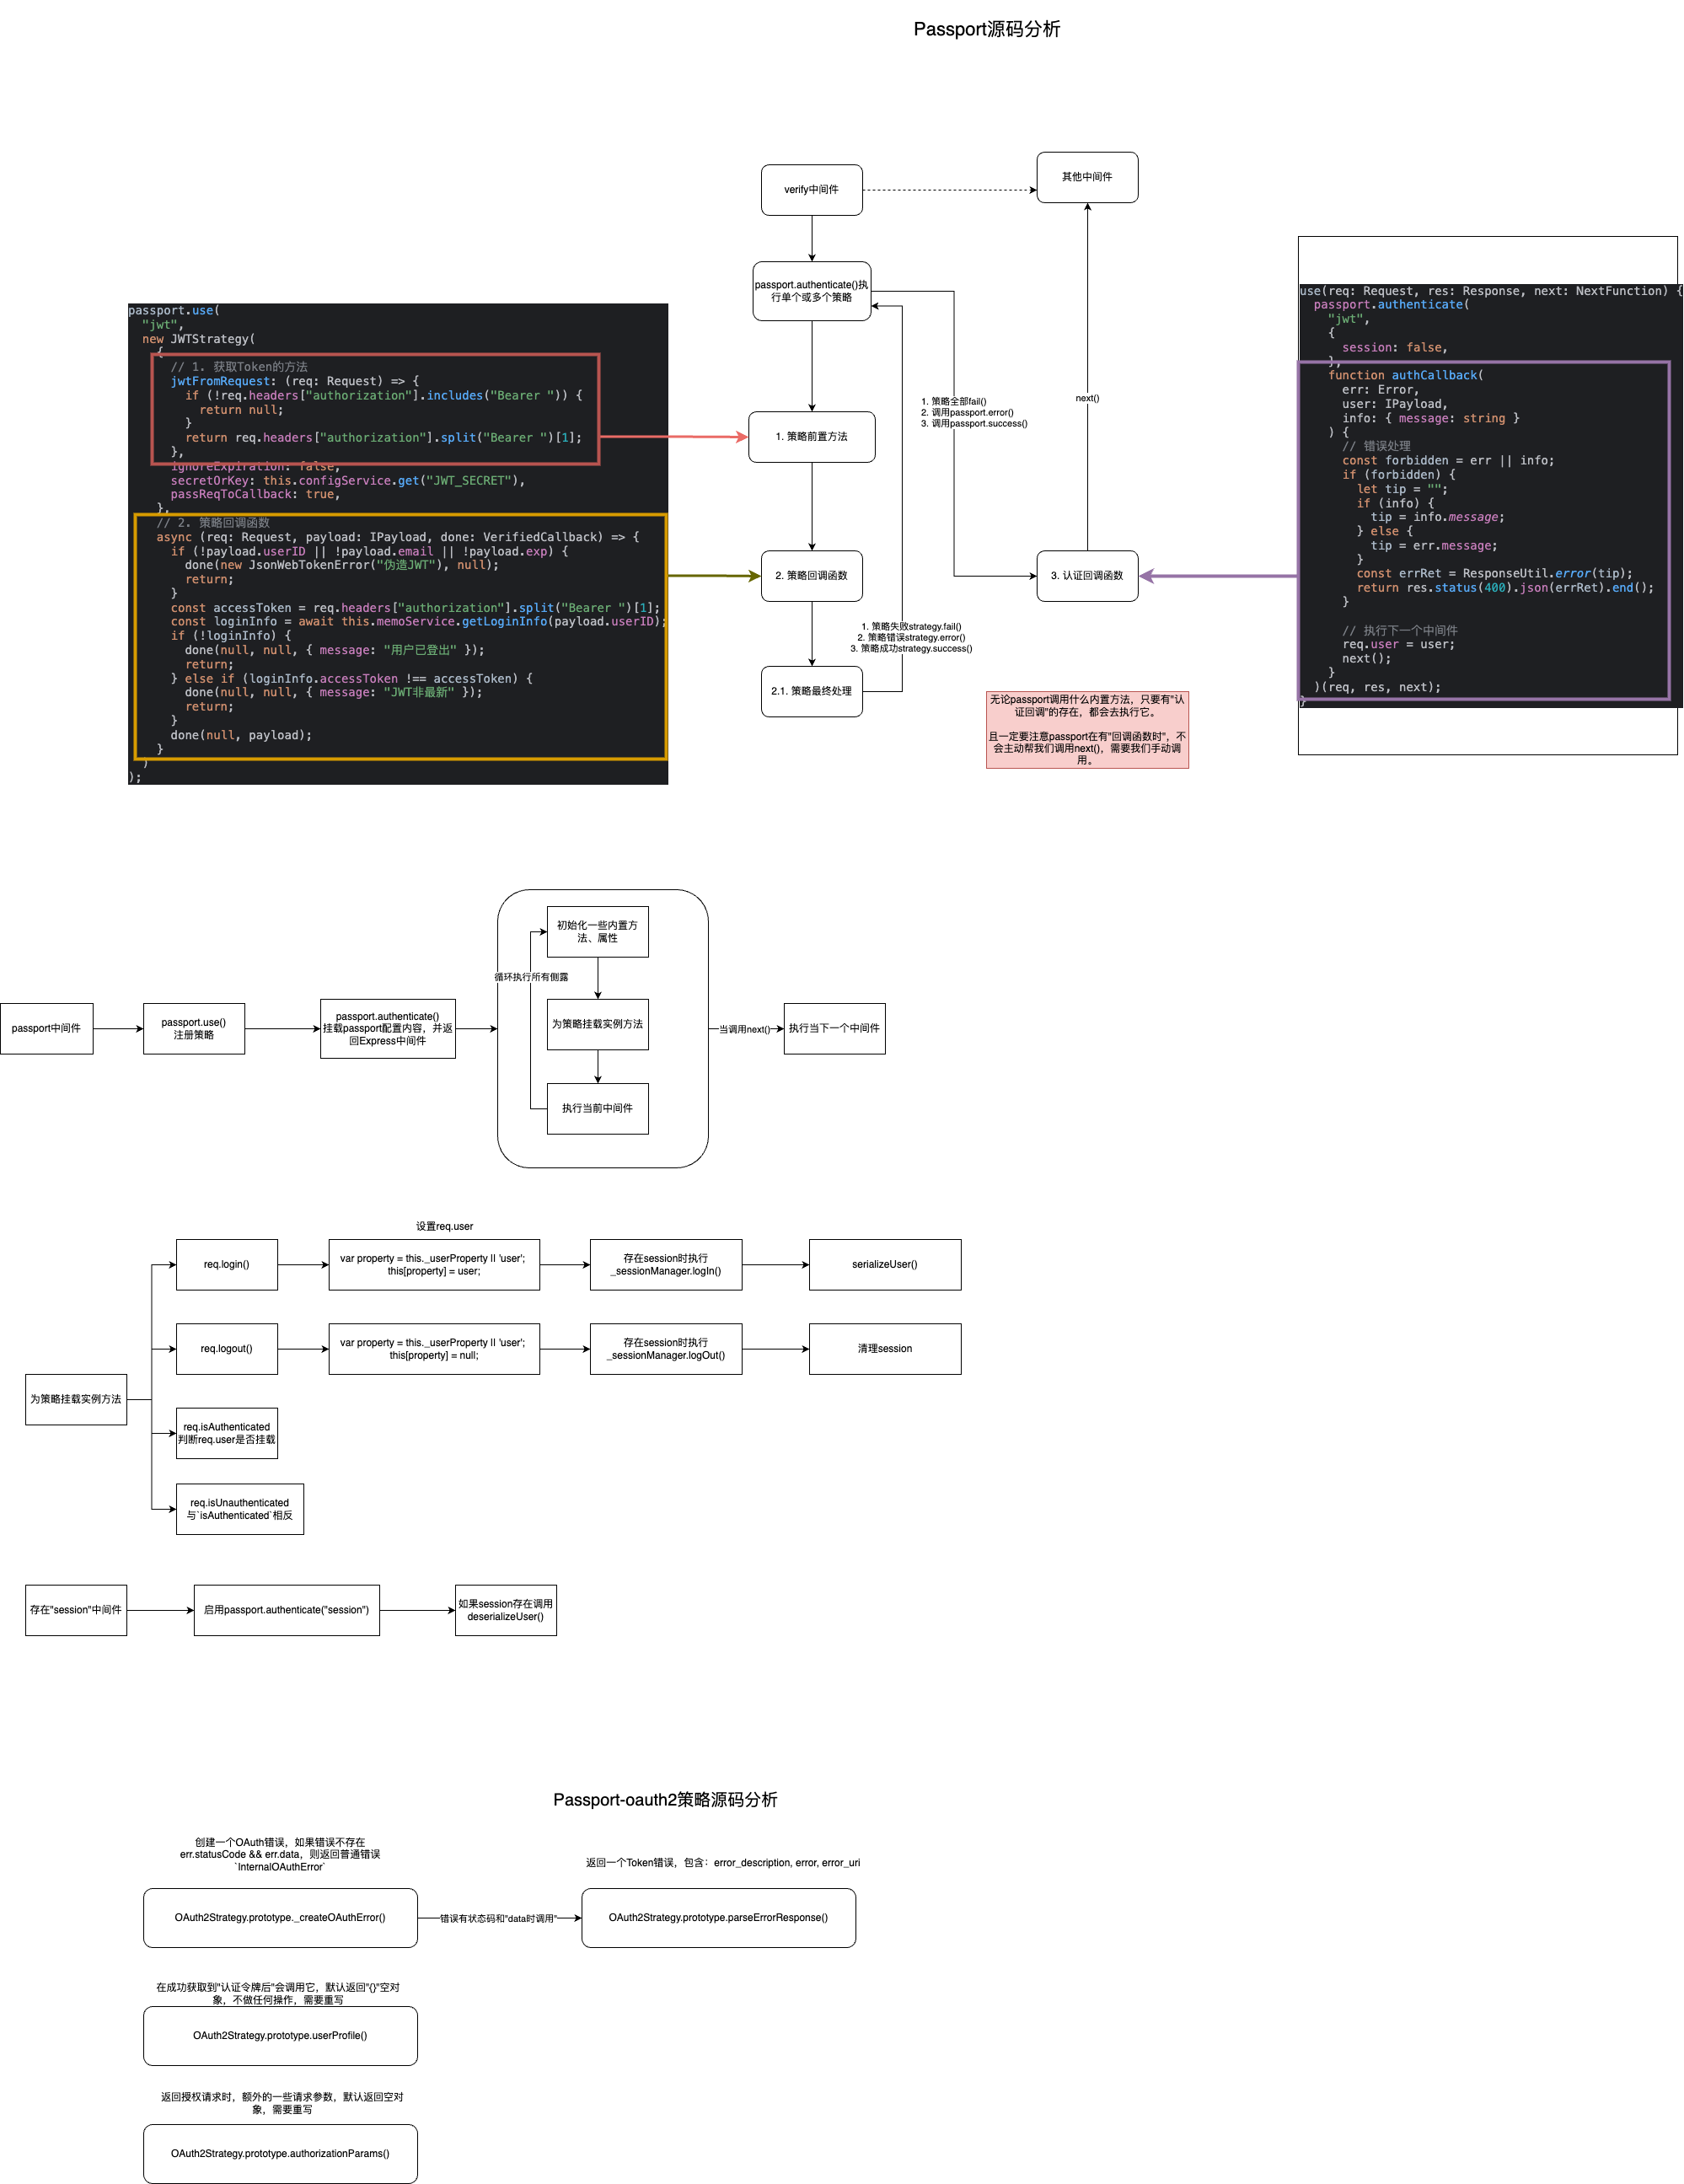 Passport源码分析
verify中间件
其他中间件
passport.authenticate()执
行单个或多个策略
1. 策略前置方法
2. 策略回调函数
2.1. 策略最终处理
3. 认证回调函数
next()
1. 策略全部fail()
2. 调用passport.error()
3. 调用passport.success()
1. 策略失败strategy.fail()
2. 策略错误strategy.error()
3. 策略成功strategy.success()
无论passport调用什么内置方法，只要有"认
证回调"的存在，都会去执行它。
且一定要注意passport在有"回调函数时"，不
会主动帮我们调用next()，需要我们手动调
用。
passport.use(
"jwt",
new JWTStrategy(
{
// 1. 获取Token的方法
jwtFromRequest: (req: Request) => {
if (!req.headers["authorization"].includes("Bearer ")) {
return null;
}
return req.headers["authorization"].split("Bearer ")[1];
},
ignoreExpiration: false,
secretOrKey: this.configService.get("JWT_SECRET"),
passReqToCallback: true,
},
// 2. 策略回调函数
async (req: Request, payload: IPayload, done: VerifiedCallback) => {
if (!payload.userID || !payload.email || !payload.exp) {
done(new JsonWebTokenError("伪造JWT"), null);
return;
}
const accessToken = req.headers["authorization"].split("Bearer ")[1];
const loginInfo = await this.memoService.getLoginInfo(payload.userID);
if (!loginInfo) {
done(null, null, { message: "用户已登出" });
return;
} else if (loginInfo.accessToken !== accessToken) {
done(null, null, { message: "JWT非最新" });
return;
}
done(null, payload);
}
)
);
use(req: Request, res: Response, next: NextFunction) {
passport.authenticate(
"jwt",
{
session: false,
},
function authCallback(
err: Error,
user: IPayload,
info: { message: string }
) {
// 错误处理
const forbidden = err || info;
if (forbidden) {
let tip = "";
if (info) {
tip = info.message;
} else {
tip = err.message;
}
const errRet = ResponseUtil.error(tip);
return res.status(400).json(errRet).end();
}
// 执行下一个中间件
req.user = user;
next();
}
)(req, res, next);
}
passport中间件
passport.use()
注册策略
passport.authenticate()
挂载passport配置内容，并返
回Express中间件
初始化一些内置方
法、属性
循环执行所有侧露
为策略挂载实例方法
执行当前中间件
当调用next()
执行当下一个中间件
设置req.user
req.login()
var property = this._userProperty || 'user';
this[property] = user;
存在session时执行
_sessionManager.logIn()
serializeUser()
req.logout()
var property = this._userProperty || 'user';
this[property] = null;
存在session时执行
_sessionManager.logOut()
清理session
为策略挂载实例方法
req.isAuthenticated
判断req.user是否挂载
req.isUnauthenticated
与`isAuthenticated`相反
存在"session"中间件
启用passport.authenticate("session")
如果session存在调用
deserializeUser()
Passport-oauth2策略源码分析
创建一个OAuth错误，如果错误不存在
err.statusCode && err.data，则返回普通错误
`InternalOAuthError`
返回一个Token错误，包含：error_description, error, error_uri
OAuth2Strategy.prototype._createOAuthError()
错误有状态码和"data时调用"
OAuth2Strategy.prototype.parseErrorResponse()
在成功获取到"认证令牌后"会调用它，默认返回"{}"空对
象，不做任何操作，需要重写
OAuth2Strategy.prototype.userProfile()
返回授权请求时，额外的一些请求参数，默认返回空对
象，需要重写
OAuth2Strategy.prototype.authorizationParams()